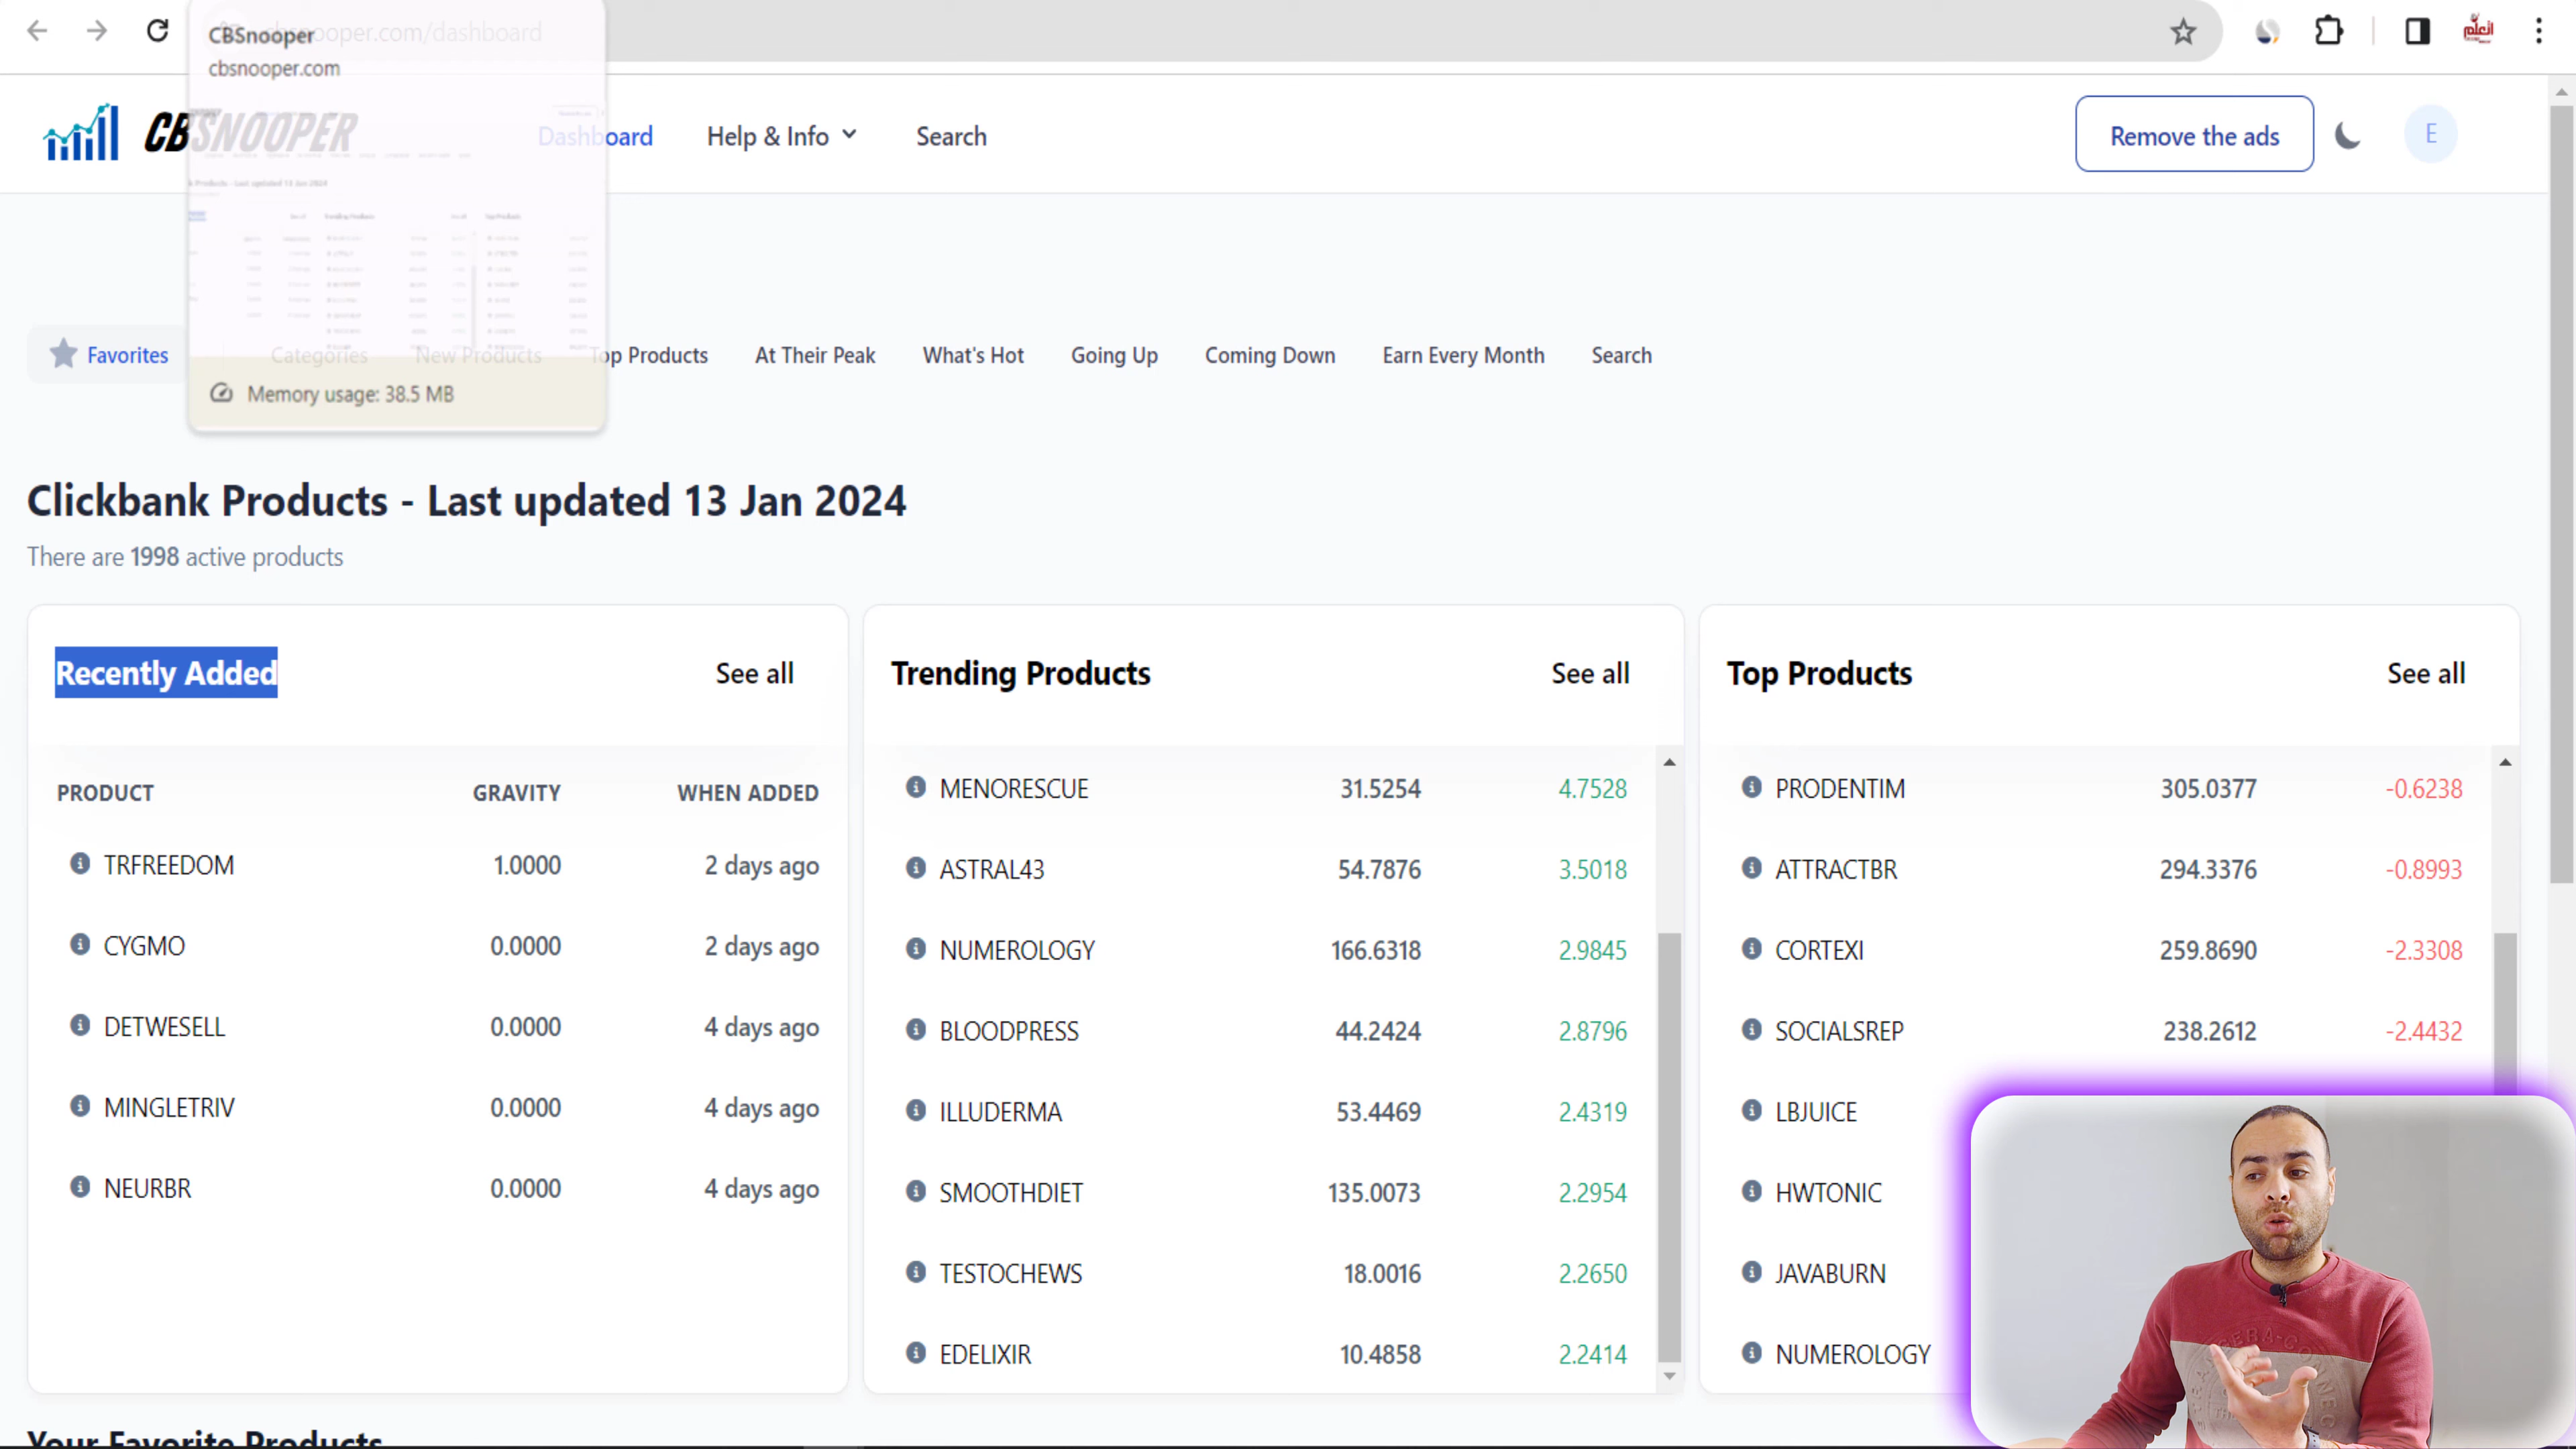 CBSnooper
cbsnooper.com/dashboard
cbsnooper.com
CBSNOOPER
Dashboard
Help & Info
Search
Remove the ads
E
Favorites
Categories
New Products
Top Products
At Their Peak
What's Hot
Going Up
Coming Down
Earn Every Month
Search
Memory usage: 38.5 MB
Clickbank Products - Last updated 13 Jan 2024
There are 1998 active products
Recently Added See all
PRODUCT GRAVITY WHEN ADDED
TRFREEDOM 1.0000 2 days ago
CYGMO 0.0000 2 days ago
DETWESELL 0.0000 4 days ago
MINGLETRIV 0.0000 4 days ago
NEURBR 0.0000 4 days ago
Trending Products See all
MENORESCUE 31.5254 4.7528
ASTRAL43 54.7876 3.5018
NUMEROLOGY 166.6318 2.9845
BLOODPRESS 44.2424 2.8796
ILLUDERMA 53.4469 2.4319
SMOOTHDIET 135.0073 2.2954
TESTOCHEWS 18.0016 2.2650
EDELIXIR 10.4858 2.2414
Top Products See all
PRODENTIM 305.0377 -0.6238
ATTRACTBR 294.3376 -0.8993
CORTEXI 259.8690 -2.3308
SOCIALSREP 238.2612 -2.4432
LBJUICE
HWTONIC
JAVABURN
NUMEROLOGY
Your Favorite Products